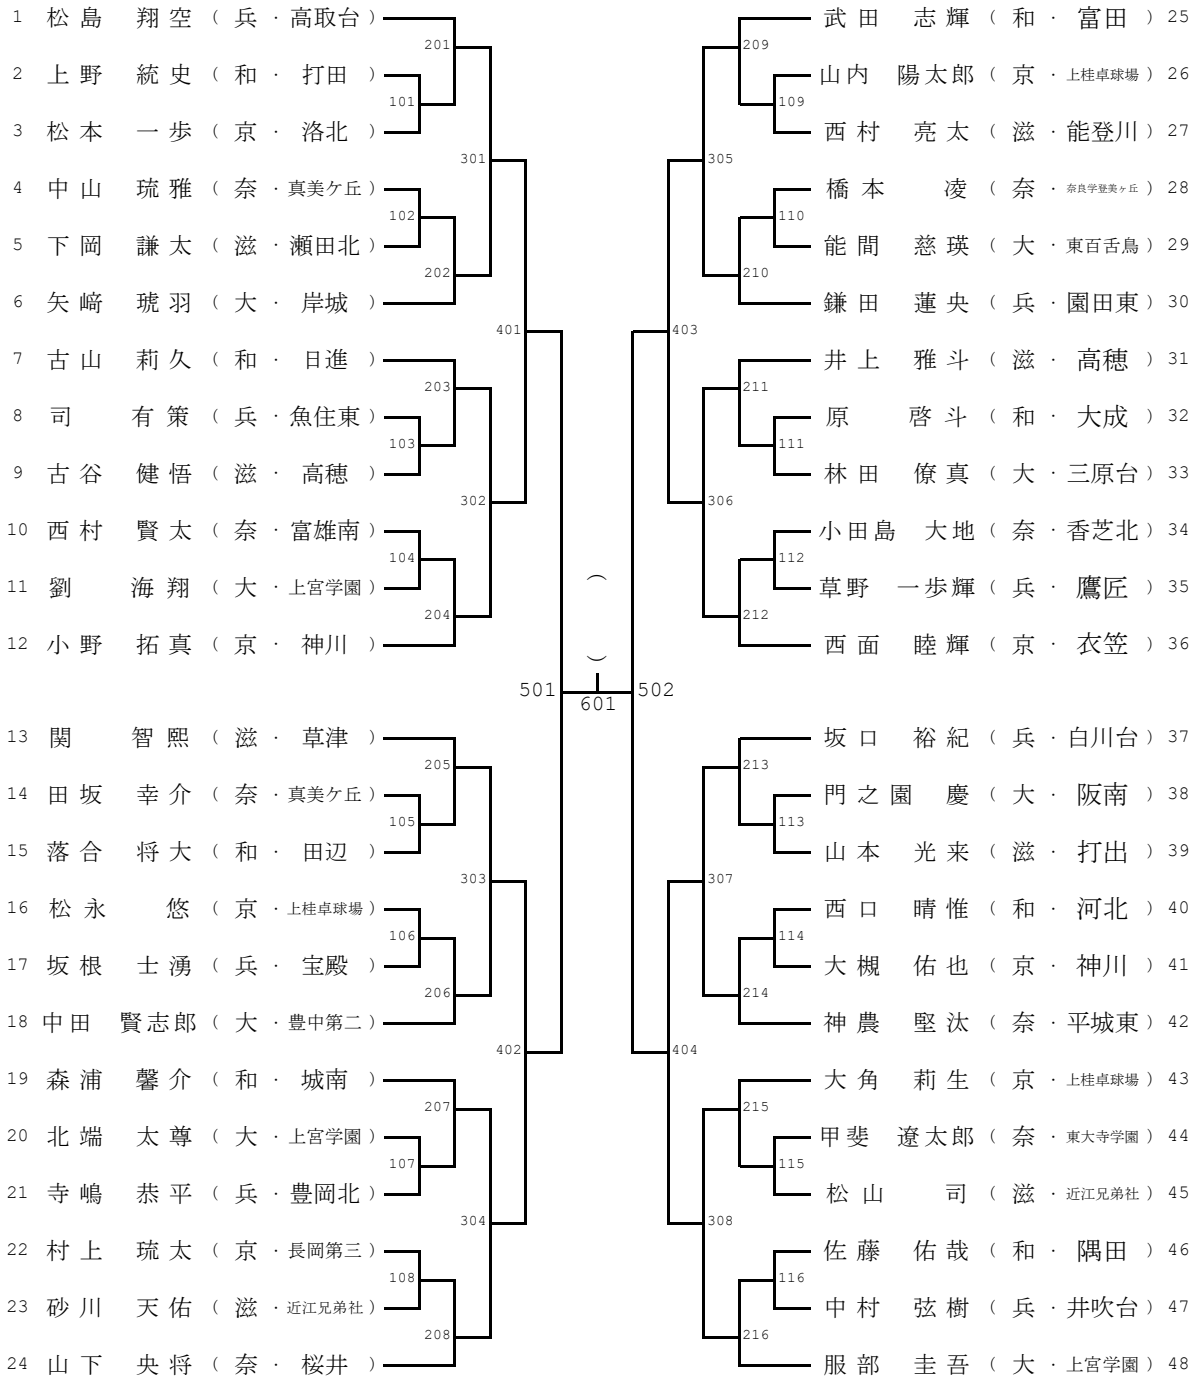 1 松島 翔空 ( 兵 ・ 高取台 )
201
2 上野 統史 ( 和 ・ 打田 )
101
3 松本 一歩 ( 京 ・ 洛北 )
301
4 中山 琉雅 ( 奈 ・ 真美ケ丘 )
102
5 下岡 謙太 ( 滋 ・ 瀬田北 )
202
6 矢﨑 琥羽 ( 大 ・ 岸城 )
401
7 古山 莉久 ( 和 ・ 日進 )
203
8 司 有策 ( 兵 ・ 魚住東 )
103
9 古谷 健悟 ( 滋 ・ 高穂 )
302
10 西村 賢太 ( 奈 ・ 富雄南 )
104
11 劉 海翔 ( 大 ・ 上宮学園 )
204
12 小野 拓真 ( 京 ・ 神川 )
501
13 関 智熙 ( 滋 ・ 草津 )
205
14 田坂 幸介 ( 奈 ・ 真美ケ丘 )
105
15 落合 将大 ( 和 ・ 田辺 )
303
16 松永 悠 ( 京 ・ 上桂卓球場 )
106
17 坂根 士湧 ( 兵 ・ 宝殿 )
206
18 中田 賢志郎 ( 大 ・ 豊中第二 )
402
19 森浦 馨介 ( 和 ・ 城南 )
207
20 北端 太尊 ( 大 ・ 上宮学園 )
107
21 寺嶋 恭平 ( 兵 ・ 豊岡北 )
304
22 村上 琉太 ( 京 ・ 長岡第三 )
108
23 砂川 天佑 ( 滋 ・ 近江兄弟社 )
208
24 山下 央将 ( 奈 ・ 桜井 )
( )
601
武田 志輝 ( 和 ・ 富田 ) 25
209
山内 陽太郎 ( 京 ・ 上桂卓球場 ) 26
109
西村 亮太 ( 滋 ・ 能登川 ) 27
305
橋本 凌 ( 奈 ・ 奈良学登美ヶ丘 ) 28
110
能間 慈瑛 ( 大 ・ 東百舌鳥 ) 29
210
鎌田 蓮央 ( 兵 ・ 園田東 ) 30
403
井上 雅斗 ( 滋 ・ 高穂 ) 31
211
原 啓斗 ( 和 ・ 大成 ) 32
111
林田 僚真 ( 大 ・ 三原台 ) 33
306
小田島 大地 ( 奈 ・ 香芝北 ) 34
112
草野 一歩輝 ( 兵 ・ 鷹匠 ) 35
212
西面 睦輝 ( 京 ・ 衣笠 ) 36
502
坂口 裕紀 ( 兵 ・ 白川台 ) 37
213
門之園 慶 ( 大 ・ 阪南 ) 38
113
山本 光来 ( 滋 ・ 打出 ) 39
307
西口 晴惟 ( 和 ・ 河北 ) 40
114
大槻 佑也 ( 京 ・ 神川 ) 41
214
神農 堅汰 ( 奈 ・ 平城東 ) 42
404
大角 莉生 ( 京 ・ 上桂卓球場 ) 43
215
甲斐 遼太郎 ( 奈 ・ 東大寺学園 ) 44
115
松山 司 ( 滋 ・ 近江兄弟社 ) 45
308
佐藤 佑哉 ( 和 ・ 隅田 ) 46
116
中村 弦樹 ( 兵 ・ 井吹台 ) 47
216
服部 圭吾 ( 大 ・ 上宮学園 ) 48